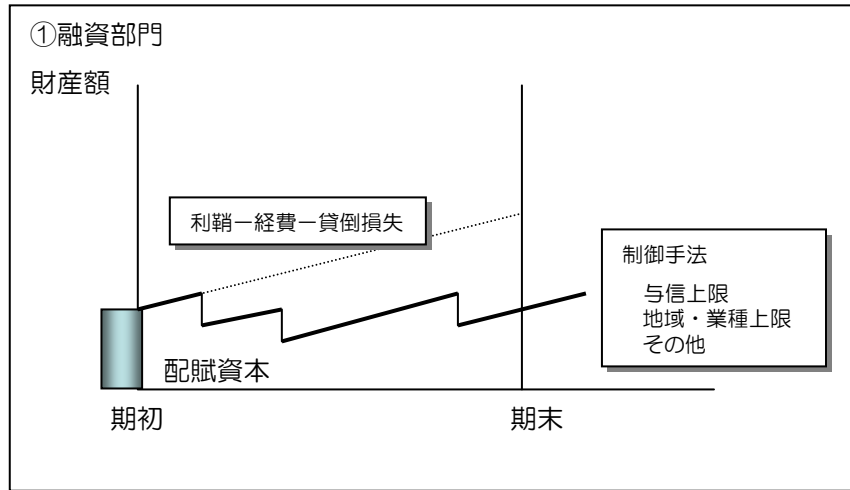 ①融資部門
財産額
利鞘－経費－貸倒損失
制御手法
与信上限
地域・業種上限
その他
配賦資本
期初
期末